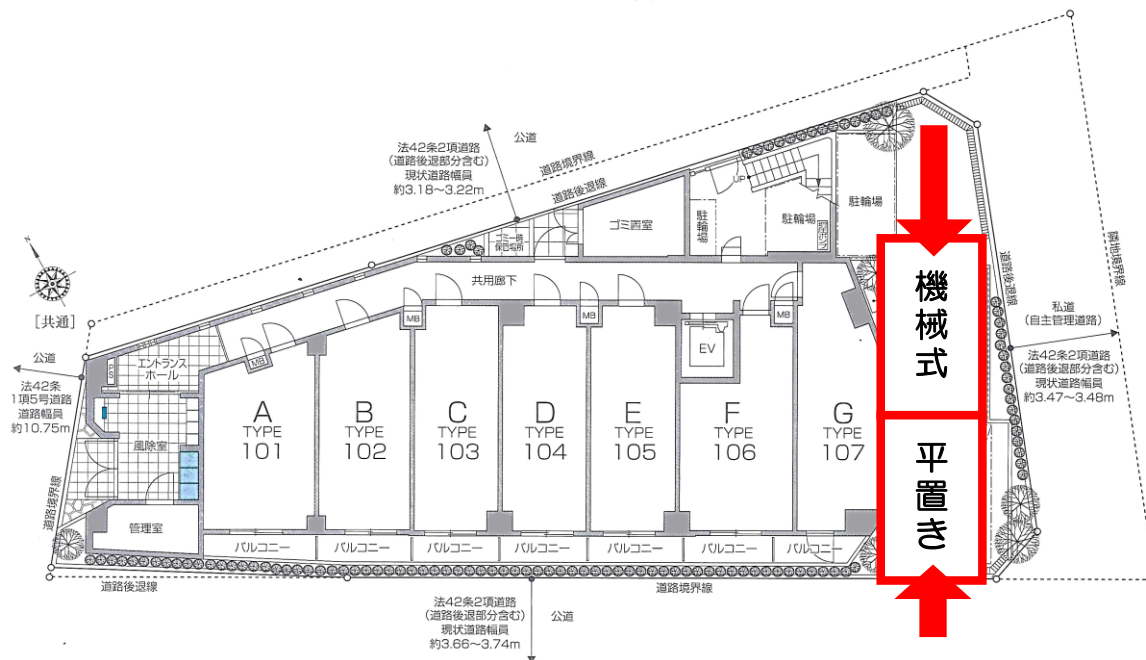 公道
法42条2項道路
(道路後退部分含む)
現状道路幅員
約3.18〜3.22m
道路境界線
道路後退線
UP
駐輪場
駐輪場
駐輪場
ゴミ置室
ゴミ一時
保管場所
N
[共通]
共用廊下
MB
MB
MB
MB
EV
PS
エントランス
ホール
風除室
管理室
公道
法42条
1項5号道路
道路幅員
約10.75m
道路境界線
A
TYPE
101
B
TYPE
102
C
TYPE
103
D
TYPE
104
E
TYPE
105
F
TYPE
106
G
TYPE
107
機械式
平置き
道路後退線
隣地境界線
私道
(自主管理道路)
法42条2項道路
(道路後退部分含む)
現状道路幅員
約3.47〜3.48m
バルコニー
バルコニー
バルコニー
バルコニー
バルコニー
バルコニー
バルコニー
道路後退線
道路境界線
法42条2項道路
(道路後退部分含む)
現状道路幅員
約3.66〜3.74m
公道